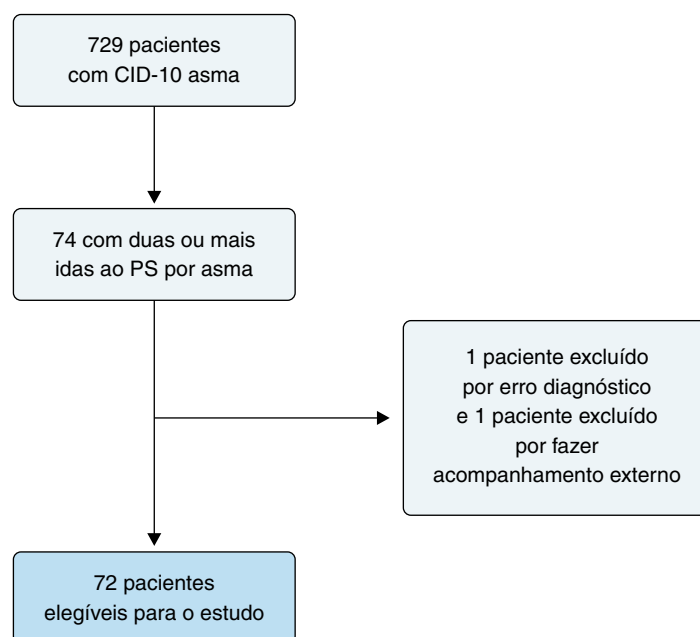 729 pacientes
com CID-10 asma
74 com duas ou mais
idas ao PS por asma
1 paciente excluído
por erro diagnóstico
e 1 paciente excluído
por fazer
acompanhamento externo
72 pacientes
elegíveis para o estudo